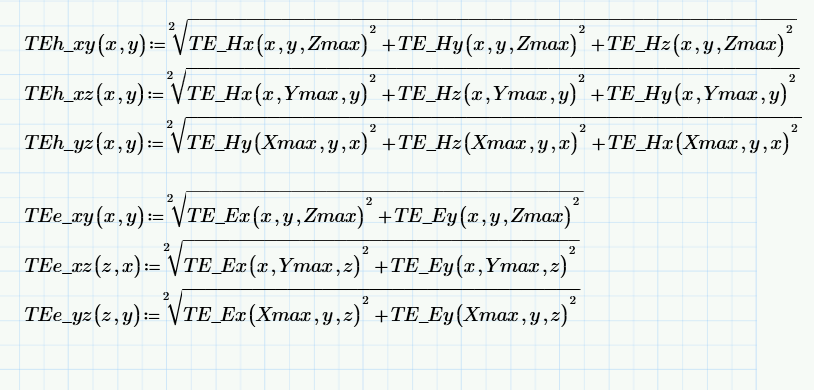 TEh_xy(x,y):=²√TE_Hx(x,y,Zmax)²+TE_Hy(x,y,Zmax)²+TE_Hz(x,y,Zmax)²
TEh_xz(x,y):=²√TE_Hx(x,Ymax,y)²+TE_Hz(x,Ymax,y)²+TE_Hy(x,Ymax,y)²
TEh_yz(x,y):=²√TE_Hy(Xmax,y,x)²+TE_Hz(Xmax,y,x)²+TE_Hx(Xmax,y,x)²
TEe_xy(x,y):=²√TE_Ex(x,y,Zmax)²+TE_Ey(x,y,Zmax)²
TEe_xz(z,x):=²√TE_Ex(x,Ymax,z)²+TE_Ey(x,Ymax,z)²
TEe_yz(z,y):=²√TE_Ex(Xmax,y,z)²+TE_Ey(Xmax,y,z)²